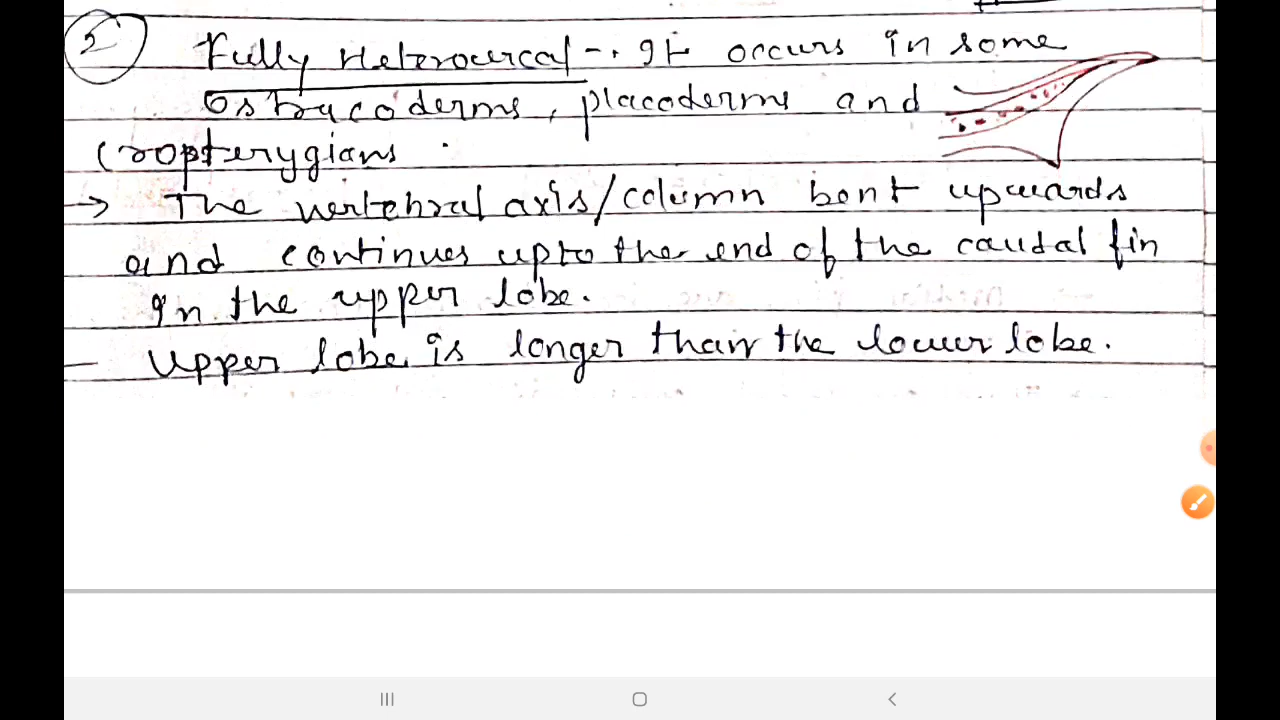 2 Fully Heterocercal -. It occurs in some
Ostracoderms, placoderms and
Cropterygians.
→ The vertebral axis/column bent upwards
and continues upto the end of the caudal fin
In the upper lobe.
- Upper lobe is longer than the lower lobe.